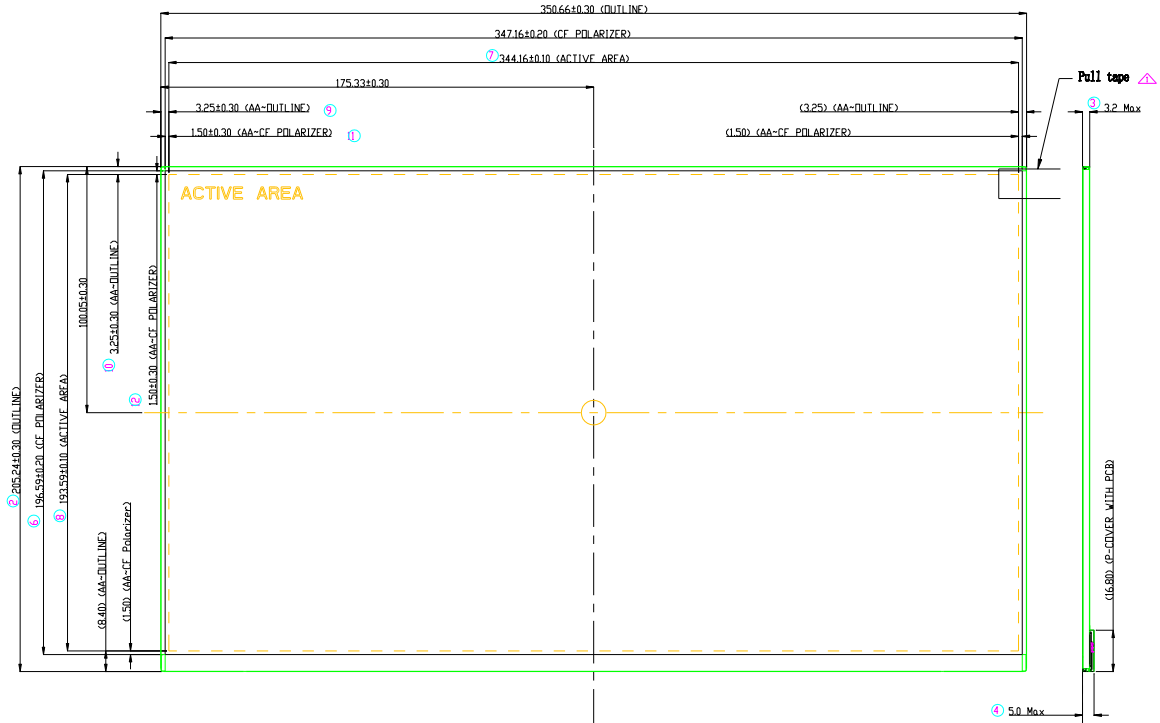 350.66±0.30 (OUTLINE)
347.16±0.20 (CF POLARIZER)
7 344.16±0.10 (ACTIVE AREA)
175.33±0.30
Pull tape 1
3 3.2 Max
3.25±0.30 (AA~OUTLINE) 9
(3.25) (AA~OUTLINE)
1.50±0.30 (AA~CF POLARIZER) 11
(1.50) (AA~CF POLARIZER)
ACTIVE AREA
2 205.24±0.30 (OUTLINE)
6 196.59±0.20 (CF POLARIZER)
8 193.59±0.10 (ACTIVE AREA)
100.05±0.30
10 3.25±0.30 (AA~OUTLINE)
12 1.50±0.30 (AA~CF POLARIZER)
(8.40) (AA~OUTLINE)
(1.50) (AA~CF Polarizer)
(16.80) (P-COVER WITH PCB)
4 5.0 Max